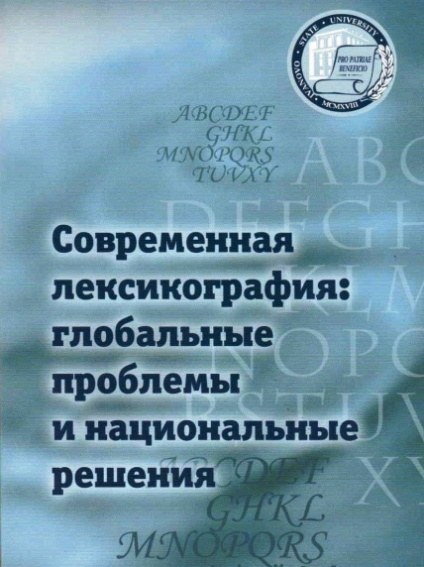 IVANOVO STATE UNIVERSITY
PRO PATRIAE
BENEFICIO
MCMXVIII
ABCDEF
GHKL
MNOPQRS
TUVXY
ABC
DEFGH
KLM
NOPQ
RSTUV
XY
Современная
лексикография:
глобальные
проблемы
и национальные
решения
ABCDEF
GHKL
MNOPQRS